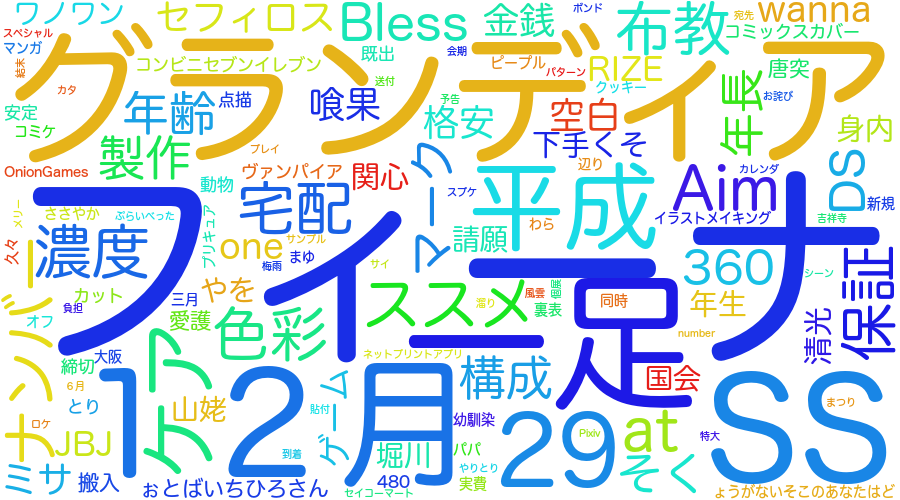 ワノワン
セフィロス
Bless
金銭
ボンド
布教
wanna
宛先
スペシャル
マンガ
コミックスカバー
既出
会期
グランディア
結末
コンビニセブンイレブン
ピープル
RIZE
唐突
カタ
送付
パターン
クッキー
年長
お詫び
年齢
点描
喰果
予告
格安
空白
身内
安定
コミケ
製作
プレイ
下手くそ
OnionGames
ヴァンパイア
関心
マーク
辺り
Aim
カレンダ
DS
動物
宅配
スプケ
平成
新規
フィーナ
メリー
ささやか
ぷらいべった
プリキュア
わら
イラストメイキング
吉祥寺
久々
濃度
one
サンプル
まゆ
梅雨
請願
サイ
360
シーン
保証
カット
三月
やを
ススメ
濁り
風雲
個展
裏表
同時
年生
負担
足
オフ
愛護
色彩
number
清光
ナンバー
大阪
ケア
ネットプリントアプリ
締切
6月
12月
ゲーム
構成
国会
SS
とり
山姥
貼付
幼馴染
29
at
まつり
ロケ
JBJ
堀川
パパ
Pixiv
特大
ミサ
搬入
到着
480
やりとり
実費
そく
ぉとばいちひろさん
セイコーマート
ょうがないそこのあなたはど